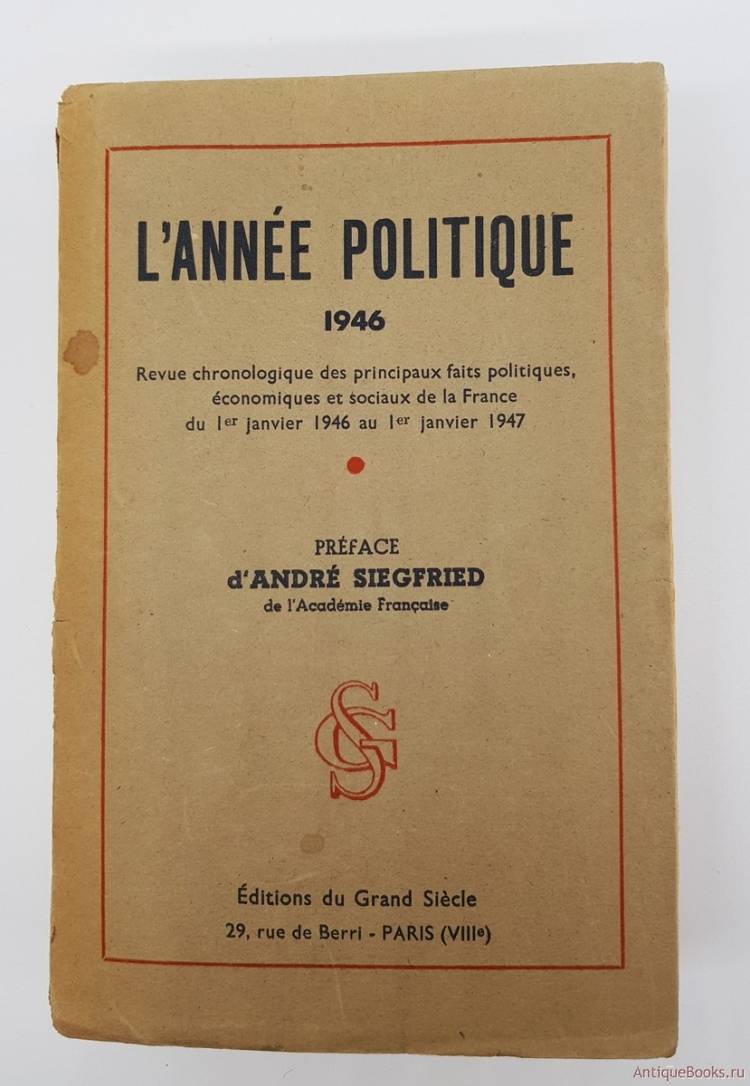 L'ANNÉE POLITIQUE
1946
Revue chronologique des principaux faits politiques,
économiques et sociaux de la France
du 1er janvier 1946 au 1er janvier 1947
PRÉFACE
d'ANDRÉ SIEGFRIED
de l'Académie Française
SG
Éditions du Grand Siècle
29, rue de Berri - PARIS (VIIIe)
AntiqueBooks.ru